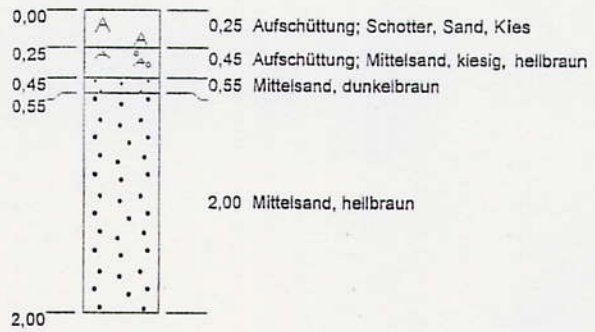 0,00
0,25 Aufschüttung; Schotter, Sand, Kies
0,25
0,45 Aufschüttung; Mittelsand, kiesig, hellbraun
0,45
0,55 Mittelsand, dunkelbraun
0,55
2,00 Mittelsand, hellbraun
2,00